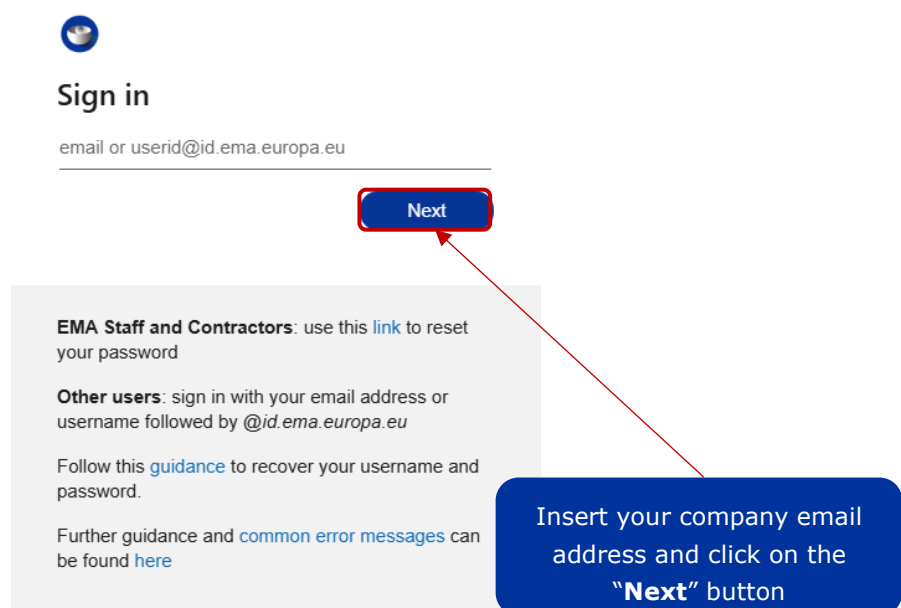 Sign in
email or userid@id.ema.europa.eu
Next
EMA Staff and Contractors: use this link to reset
your password
Other users: sign in with your email address or
username followed by @id.ema.europa.eu
Follow this guidance to recover your username and
password.
Further guidance and common error messages can
be found here
Insert your company email
address and click on the
“Next” button